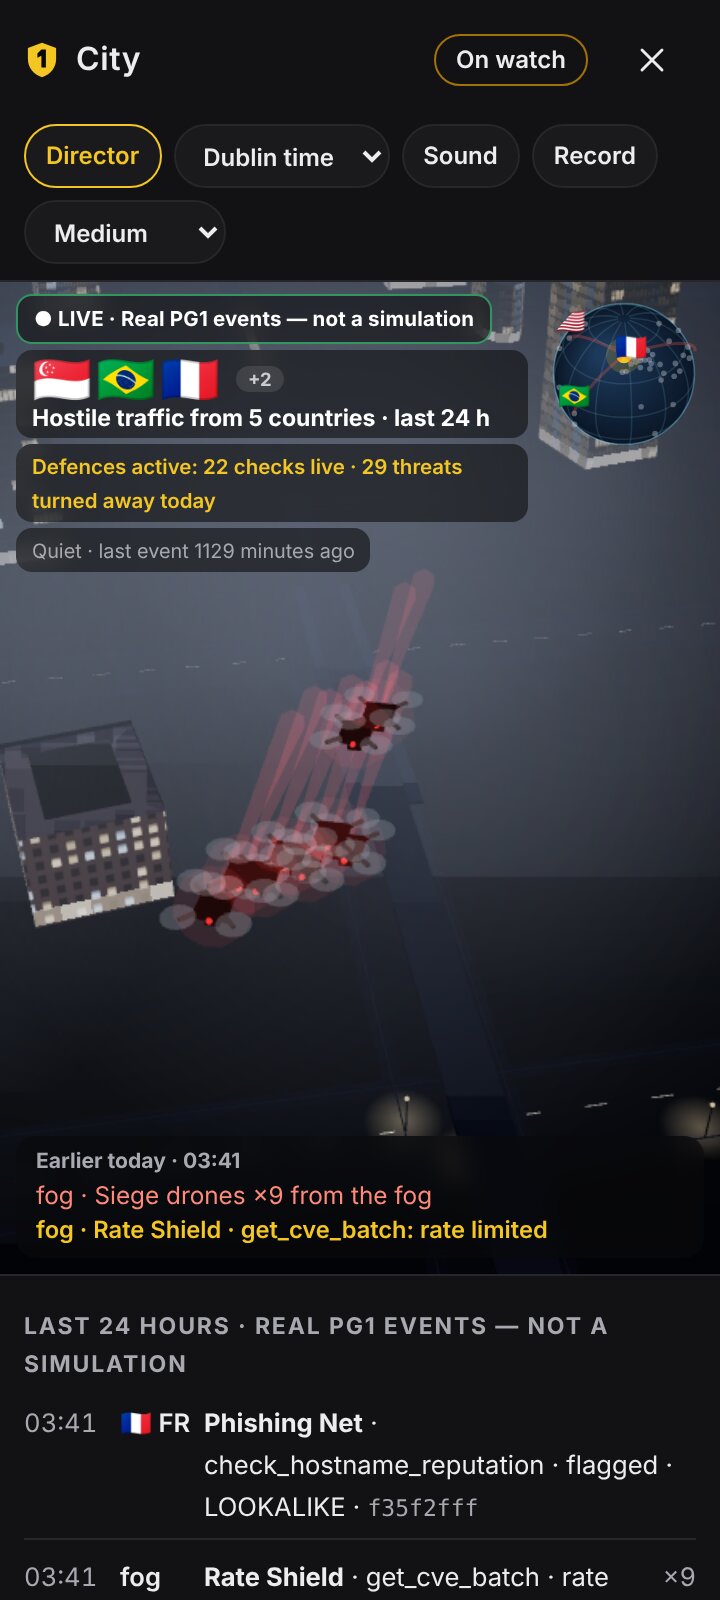 1 City
On watch
Director
Dublin time
Sound
Record
Medium
LIVE · Real PG1 events — not a simulation
+2
Hostile traffic from 5 countries · last 24 h
Defences active: 22 checks live · 29 threats
turned away today
Quiet · last event 1129 minutes ago
Earlier today · 03:41
fog · Siege drones ×9 from the fog
fog · Rate Shield · get_cve_batch: rate limited
LAST 24 HOURS · REAL PG1 EVENTS — NOT A
SIMULATION
03:41 FR Phishing Net ·
check_hostname_reputation · flagged ·
LOOKALIKE · f35f2fff
03:41 fog Rate Shield · get_cve_batch · rate ×9